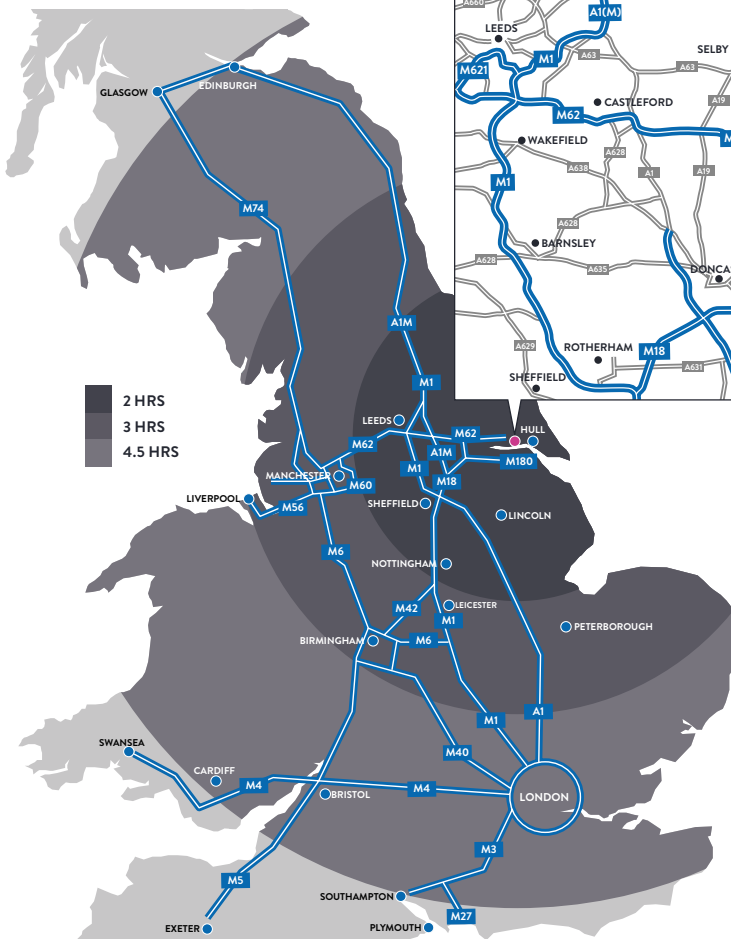 A660
A1(M)
LEEDS
M1
A63
SELBY
A63
M621
A19
CASTLEFORD
M62
M
WAKEFIELD
A628
A638
A1
A19
M1
A628
BARNSLEY
A628
A635
DONCA
A629
ROTHERHAM
M18
A631
SHEFFIELD
GLASGOW
EDINBURGH
M74
A1M
M1
2 HRS
3 HRS
4.5 HRS
LEEDS
HULL
M62
M62
A1M
M1
M180
MANCHESTER
M60
M18
LIVERPOOL
M56
SHEFFIELD
LINCOLN
M6
NOTTINGHAM
M42
LEICESTER
M1
PETERBOROUGH
BIRMINGHAM
M6
A1
M1
SWANSEA
M40
CARDIFF
M4
M4
BRISTOL
LONDON
M3
M5
SOUTHAMPTON
M27
EXETER
PLYMOUTH